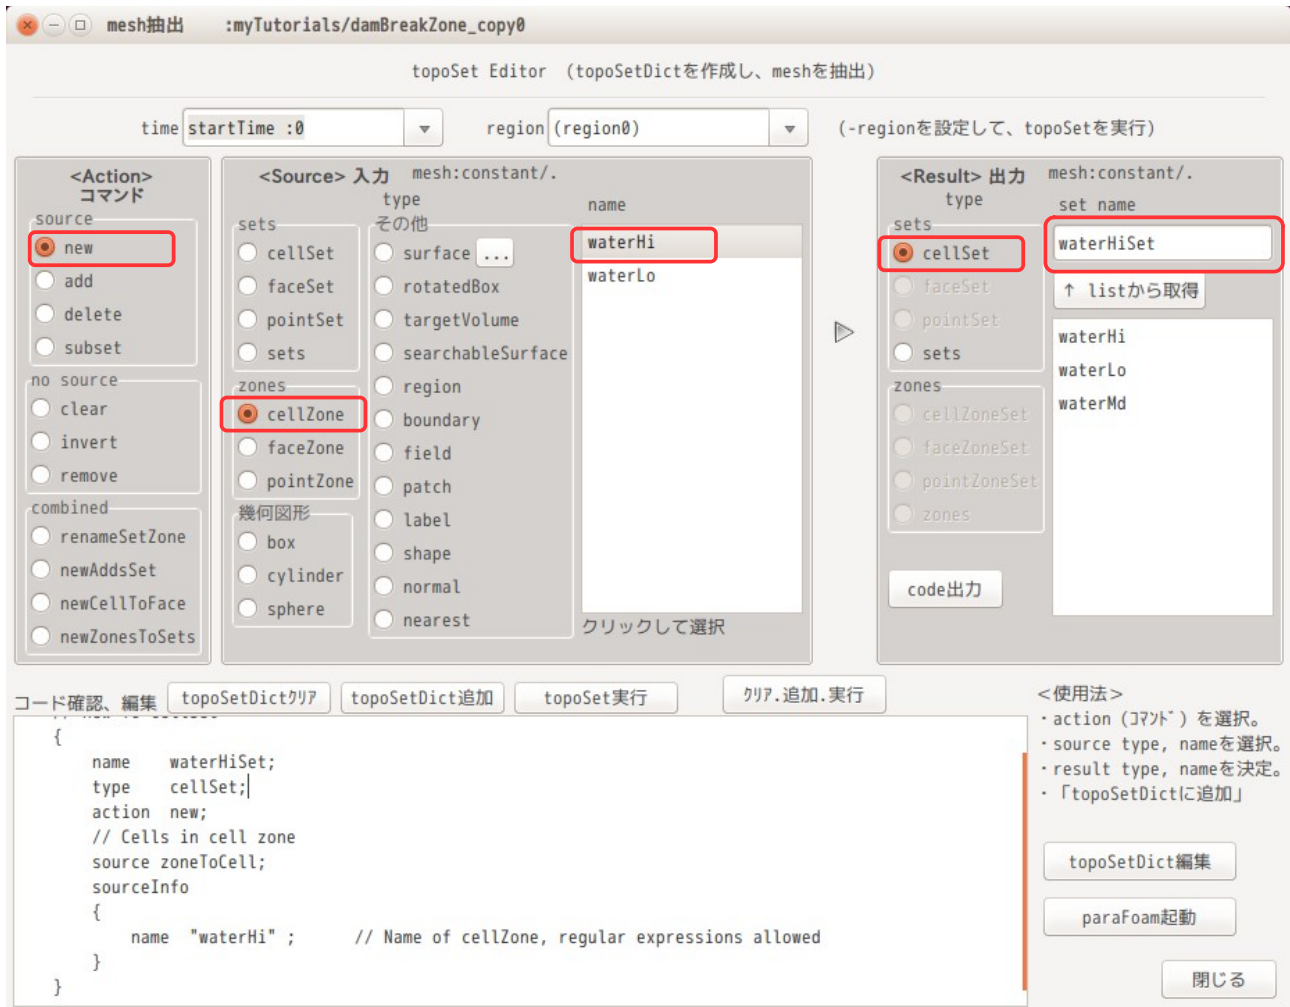 mesh抽出 :myTutorials/damBreakZone_copy0
topoSet Editor （topoSetDictを作成し、meshを抽出）
time startTime :0 region (region0) (-regionを設定して、topoSetを実行)
<Action>
コマンド
source
new
add
delete
subset
no source
clear
invert
remove
combined
renameSetZone
newAddsSet
newCellToFace
newZonesToSets
<Source> 入力 mesh:constant/.
type
name
sets
cellSet
faceSet
pointSet
sets
zones
cellZone
faceZone
pointZone
幾何図形
box
cylinder
sphere
その他
surface ...
rotatedBox
targetVolume
searchableSurface
region
boundary
field
patch
label
shape
normal
nearest
waterHi
waterLo
クリックして選択
<Result> 出力 mesh:constant/.
type
set name
sets
cellSet
faceSet
pointSet
sets
zones
cellZoneSet
faceZoneSet
pointZoneSet
zones
code出力
waterHiSet
↑ listから取得
waterHi
waterLo
waterMd
コード確認、編集 topoSetDictｸﾘｱ topoSetDict追加 topoSet実行 ｸﾘｱ.追加.実行
{
name waterHiSet;
type cellSet;
action new;
// Cells in cell zone
source zoneToCell;
sourceInfo
{
name "waterHi" ; // Name of cellZone, regular expressions allowed
}
}
＜使用法＞
・action (ｺﾏﾝﾄﾞ) を選択。
・source type, nameを選択。
・result type, nameを決定。
・「topoSetDictに追加」
topoSetDict編集
paraFoam起動
閉じる